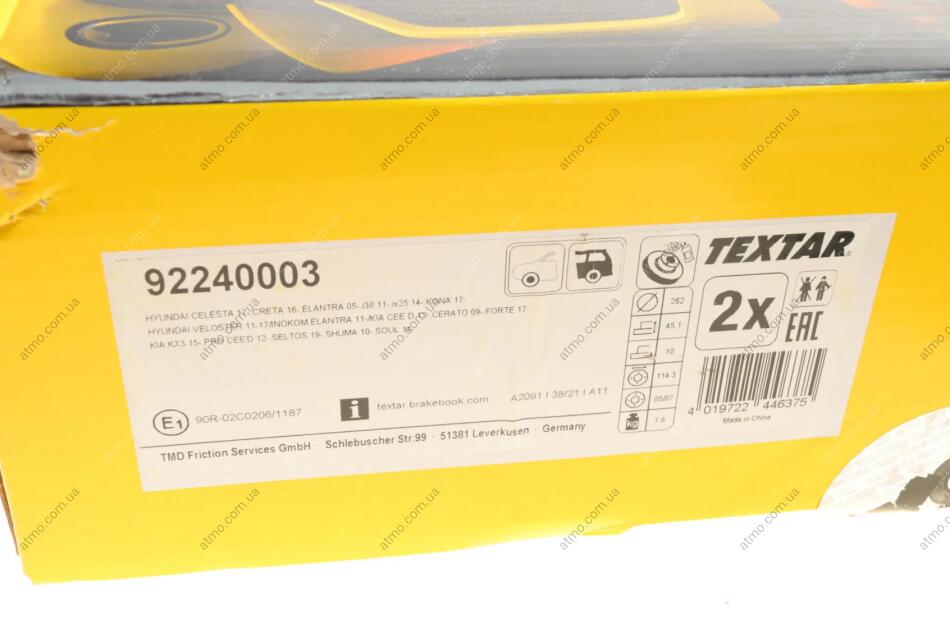 92240003
HYUNDAI CELESTA 17- CRETA 16- ELANTRA 05- i30 11- ix25 14- KONA 17-
HYUNDAI VELOSTER 11-17/INOKOM ELANTRA 11-/KIA CEE D 12- CERATO 09- FORTE 17-
KIA KX3 15- PRO CEE'D 12- SELTOS 19- SHUMA 10- SOUL 14-
E1
90R-02C0206/1187
i
textar.brakebook.com
A2091 I 38/21 I A11
TMD Friction Services GmbH · Schlebuscher Str.99 · 51381 Leverkusen · Germany
TEXTAR
262
45.1
10
114.3
05/07
kg
7.8
2x
EAC
4 019722 446375
Made in China
atmo.com.ua